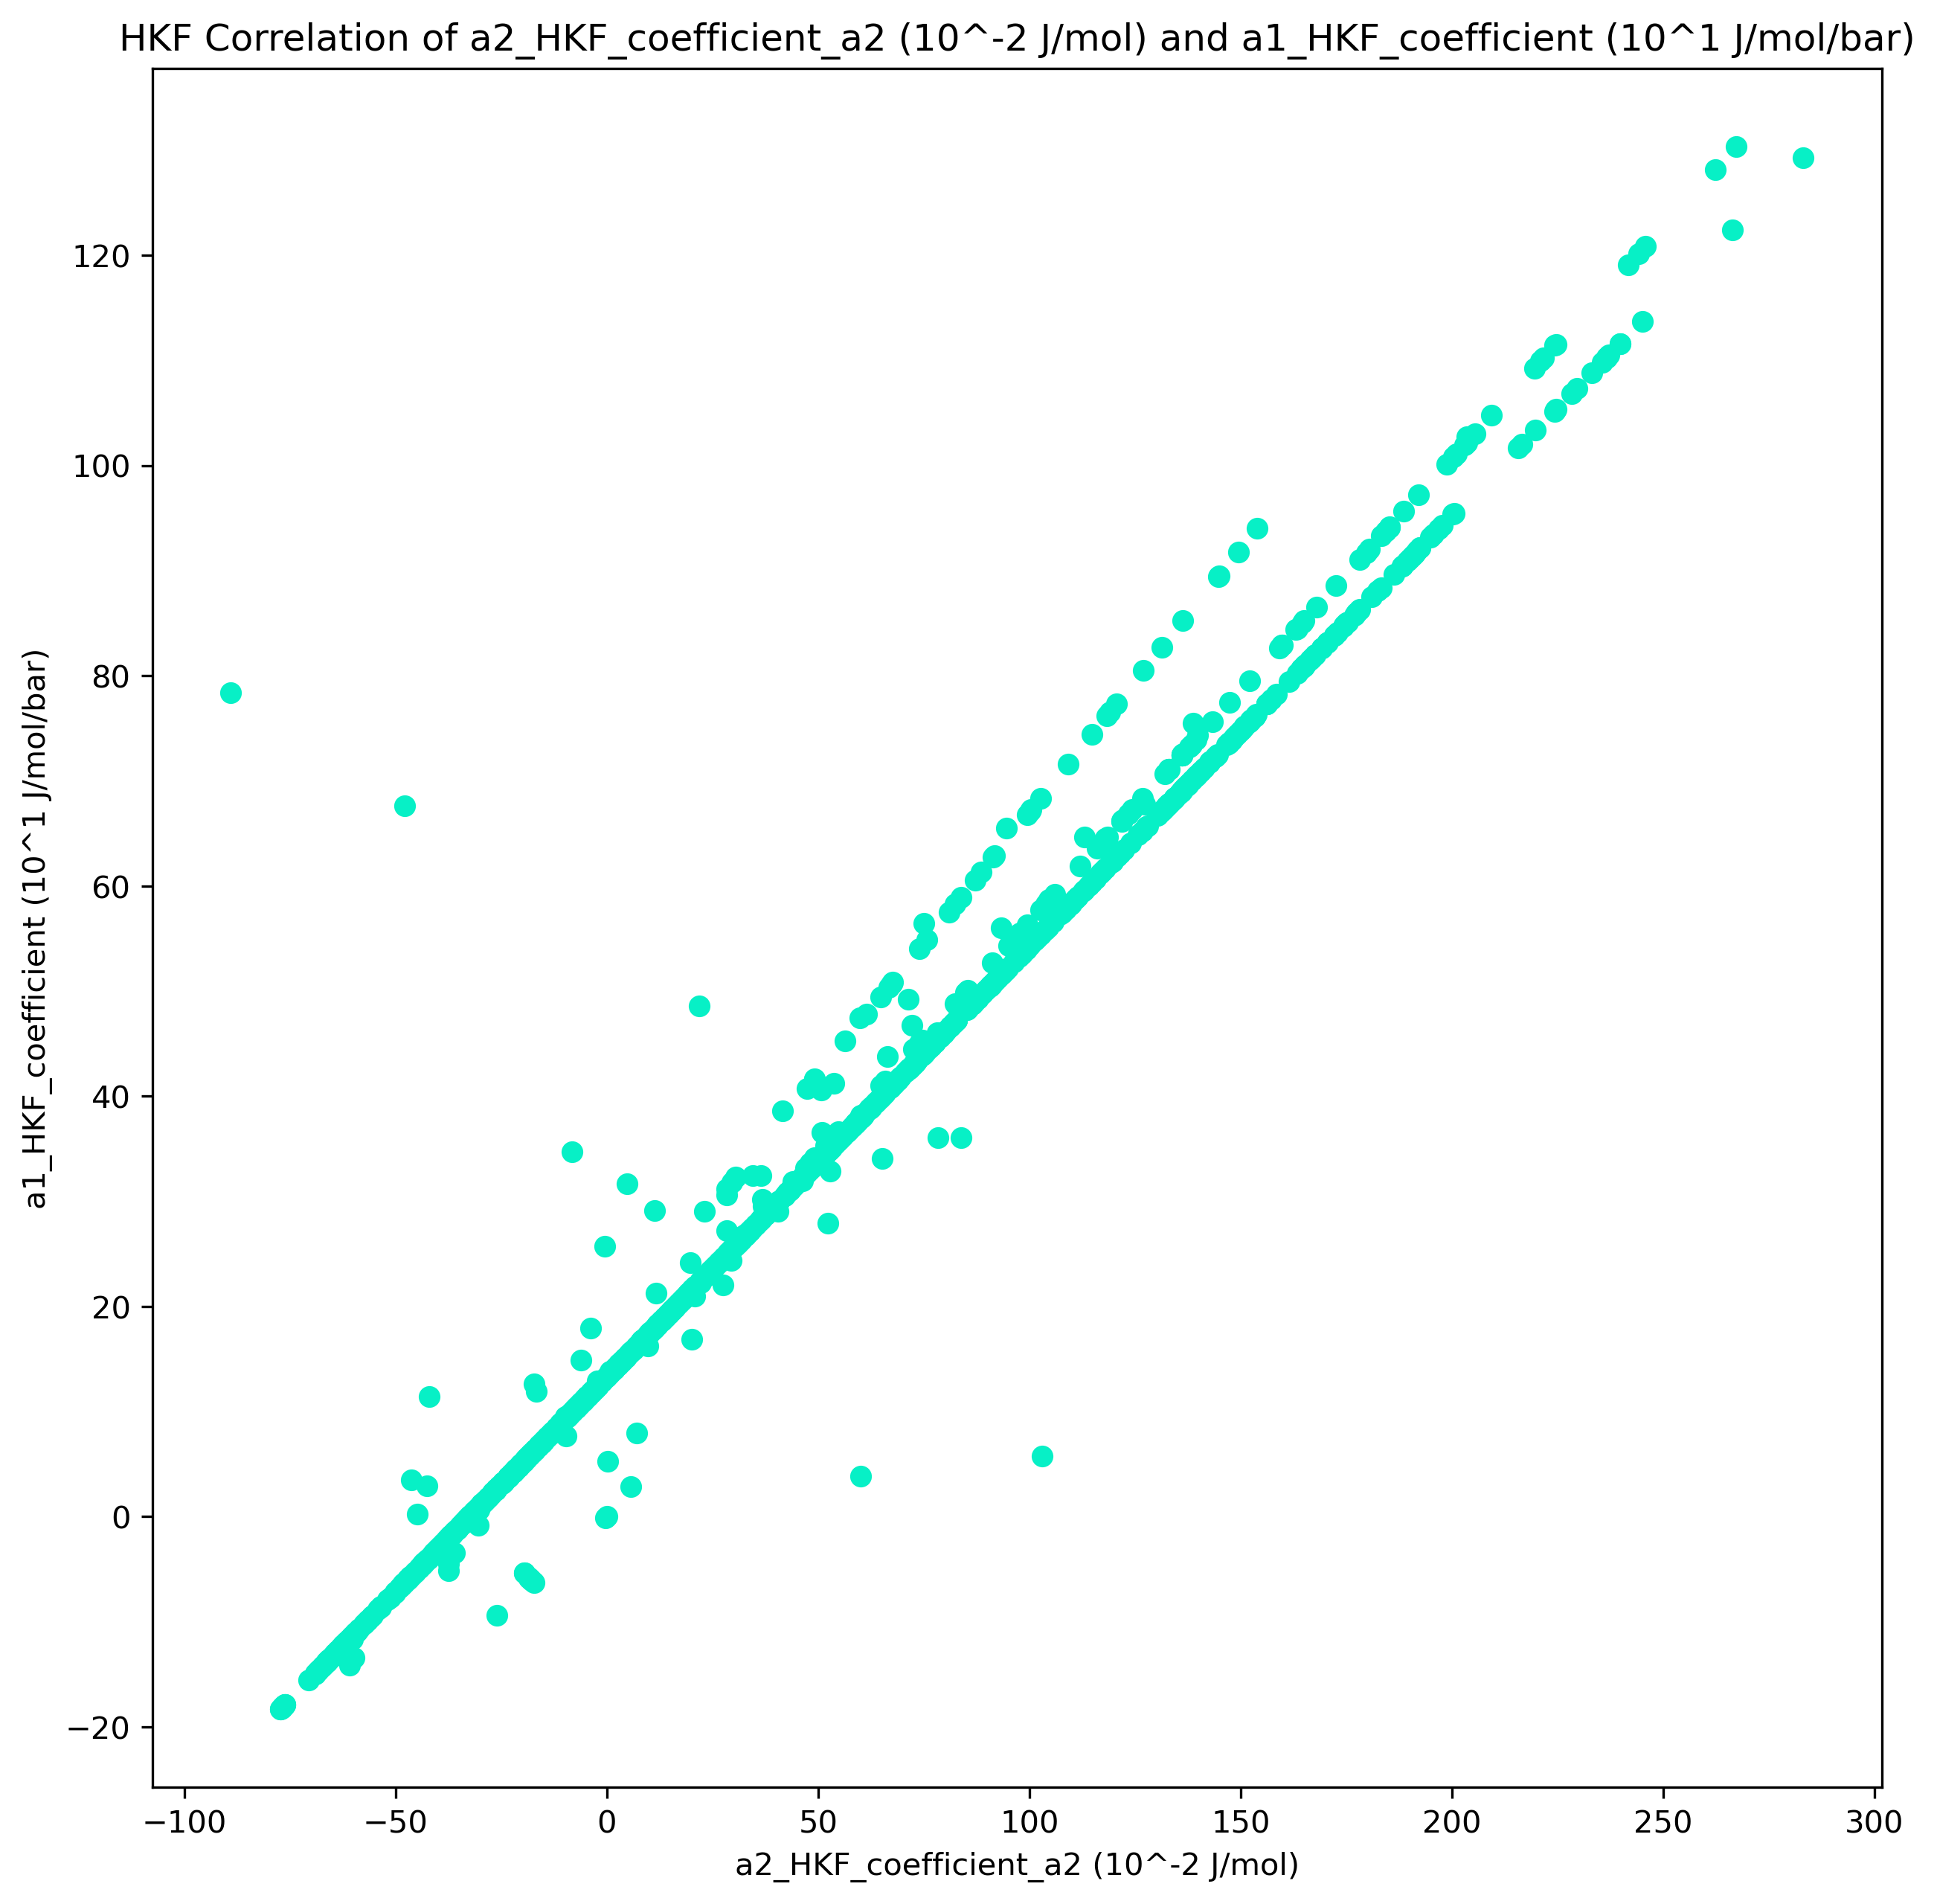 HKF Correlation of a2_HKF_coefficient_a2 (10^-2 J/mol) and a1_HKF_coefficient (10^1 J/mol/bar)
a1_HKF_coefficient (10^1 J/mol/bar)
120
100
80
60
40
20
0
−20
−100 −50 0 50 100 150 200 250 300
a2_HKF_coefficient_a2 (10^-2 J/mol)